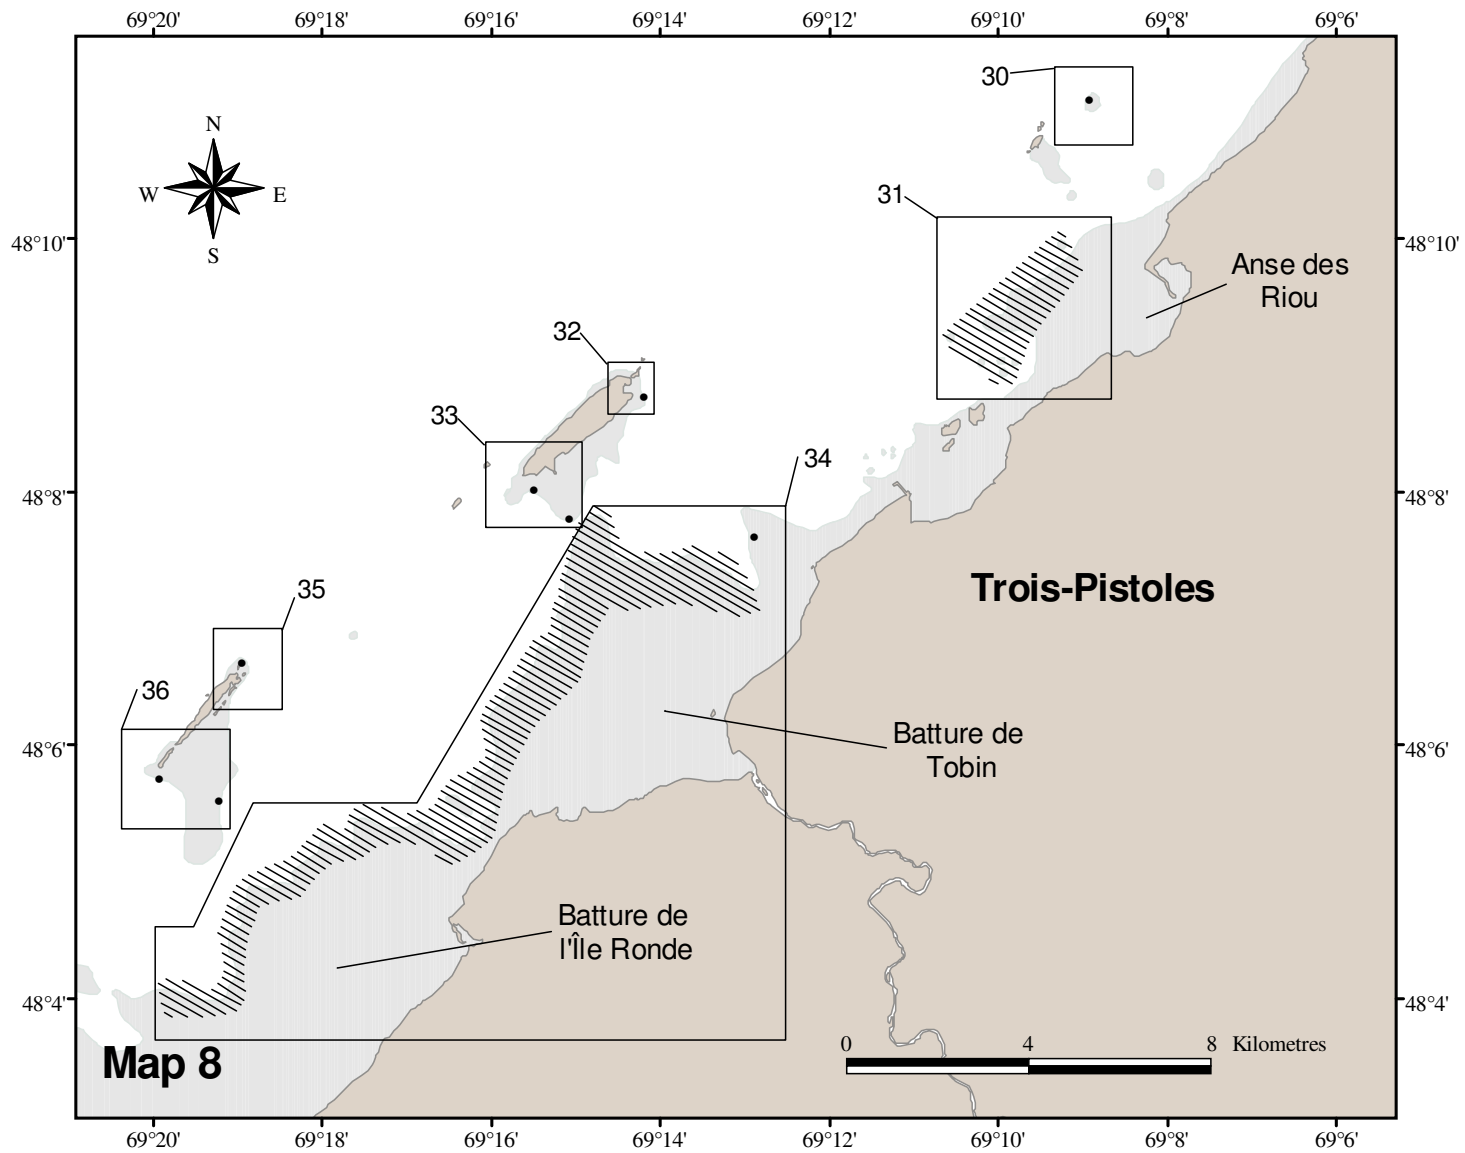 69°20' 69°18' 69°16' 69°14' 69°12' 69°10' 69°8' 69°6'
30
N
W E
S
31
48°10' 48°10'
Anse des
Riou
32
33
34
48°8' 48°8'
Trois-Pistoles
35
36
Batture de
Tobin
48°6' 48°6'
Batture de
l'Île Ronde
48°4' 48°4'
0 4 8 Kilometres
Map 8
69°20' 69°18' 69°16' 69°14' 69°12' 69°10' 69°8' 69°6'